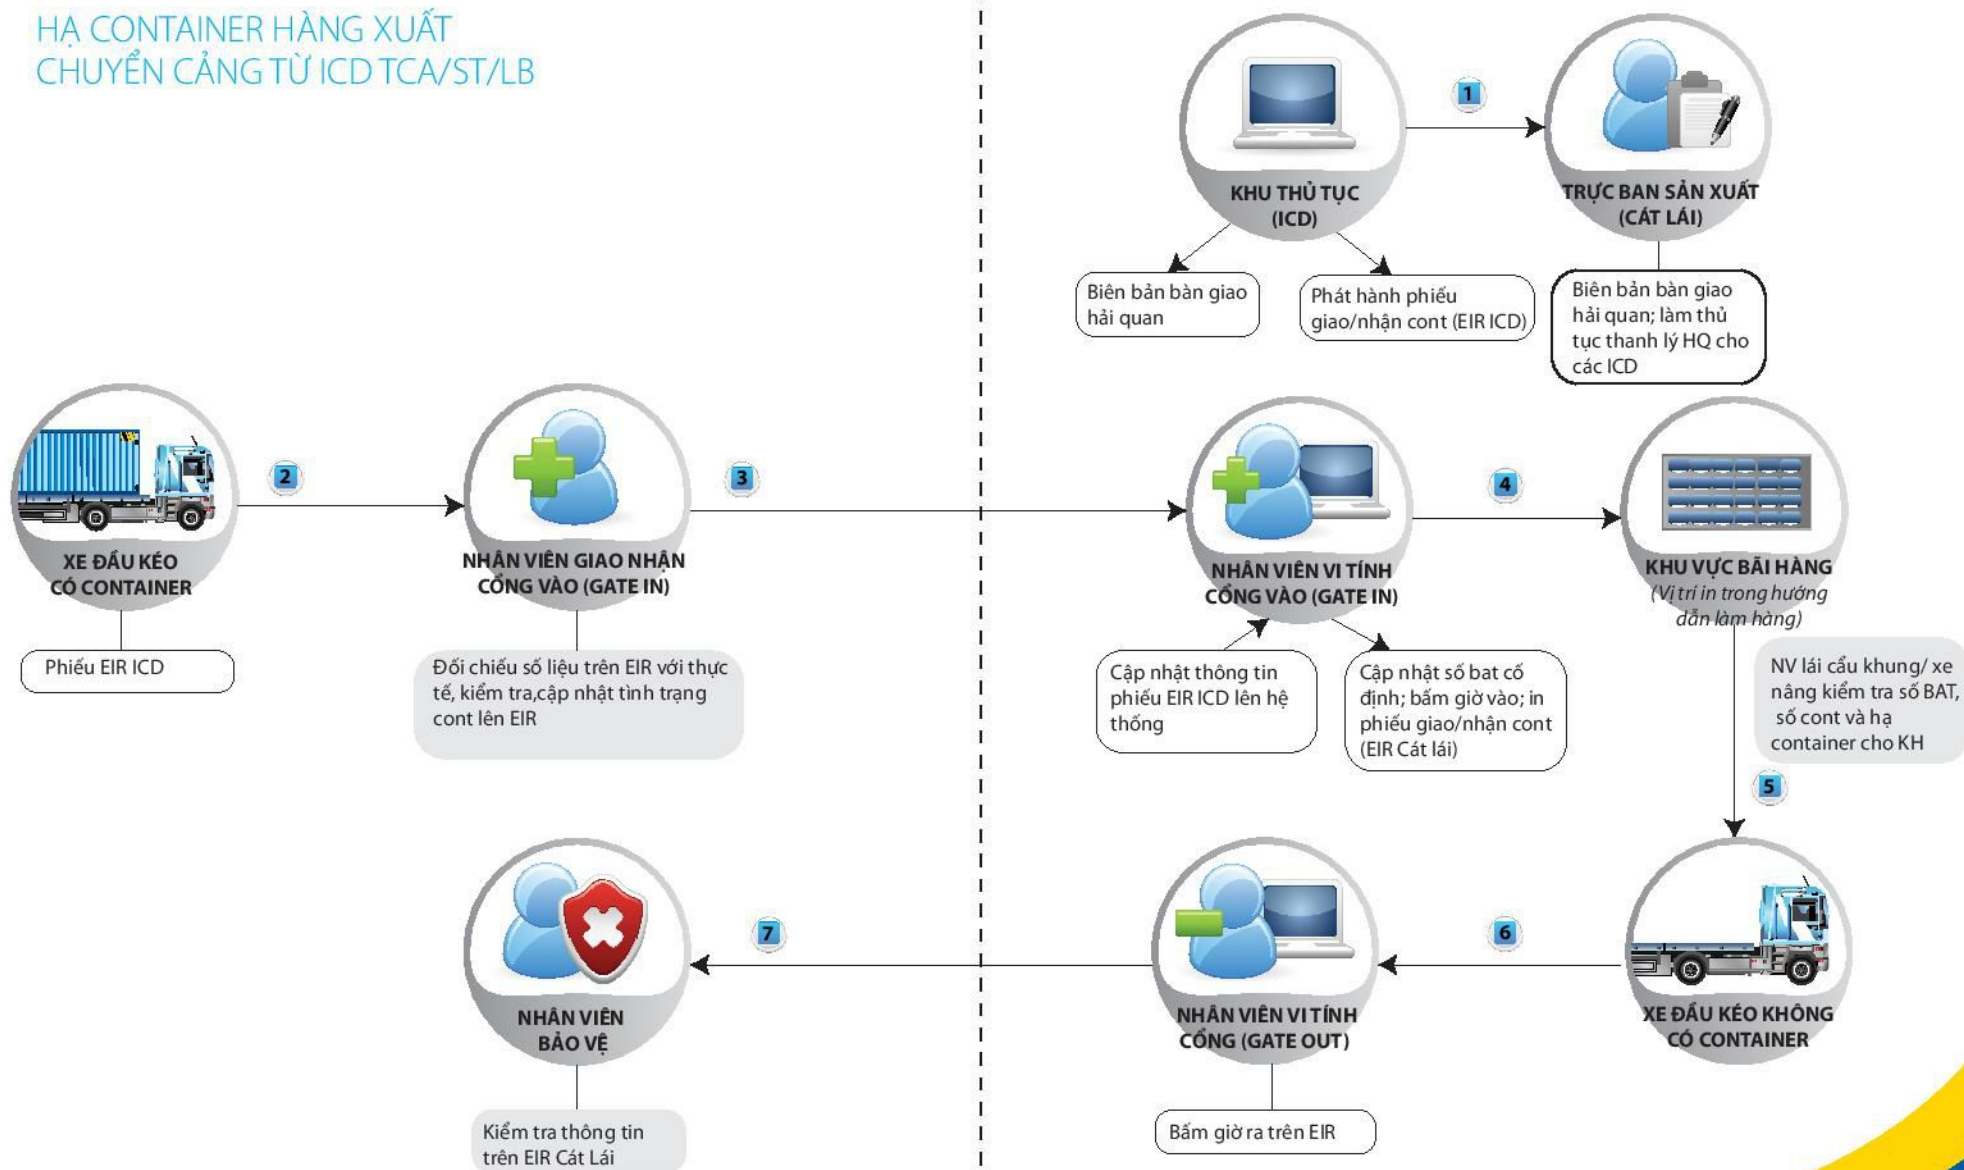 HẠ CONTAINER HÀNG XUẤT
CHUYỂN CẢNG TỪ ICD TCA/ST/LB
1
KHU THỦ TỤC
(ICD)
TRỰC BAN SẢN XUẤT
(CÁT LÁI)
Biên bản bàn giao
hải quan
Phát hành phiếu
giao/nhận cont (EIR ICD)
Biên bản bàn giao
hải quan; làm thủ
tục thanh lý HQ cho
các ICD
2
3
4
XE ĐẦU KÉO
CÓ CONTAINER
NHÂN VIÊN GIAO NHẬN
CỔNG VÀO (GATE IN)
NHÂN VIÊN VI TÍNH
CỔNG VÀO (GATE IN)
KHU VỰC BÃI HÀNG
(Vị trí in trong hướng
dẫn làm hàng)
Phiếu EIR ICD
Đối chiếu số liệu trên EIR với thực
tế, kiểm tra,cập nhật tình trạng
cont lên EIR
Cập nhật thông tin
phiếu EIR ICD lên hệ
thống
Cập nhật số bat cố
định; bấm giờ vào; in
phiếu giao/nhận cont
(EIR Cát lái)
NV lái cẩu khung/ xe
nâng kiểm tra số BAT,
số cont và hạ
container cho KH
5
7
6
NHÂN VIÊN
BẢO VỆ
NHÂN VIÊN VI TÍNH
CỔNG (GATE OUT)
XE ĐẦU KÉO KHÔNG
CÓ CONTAINER
Kiểm tra thông tin
trên EIR Cát Lái
Bấm giờ ra trên EIR